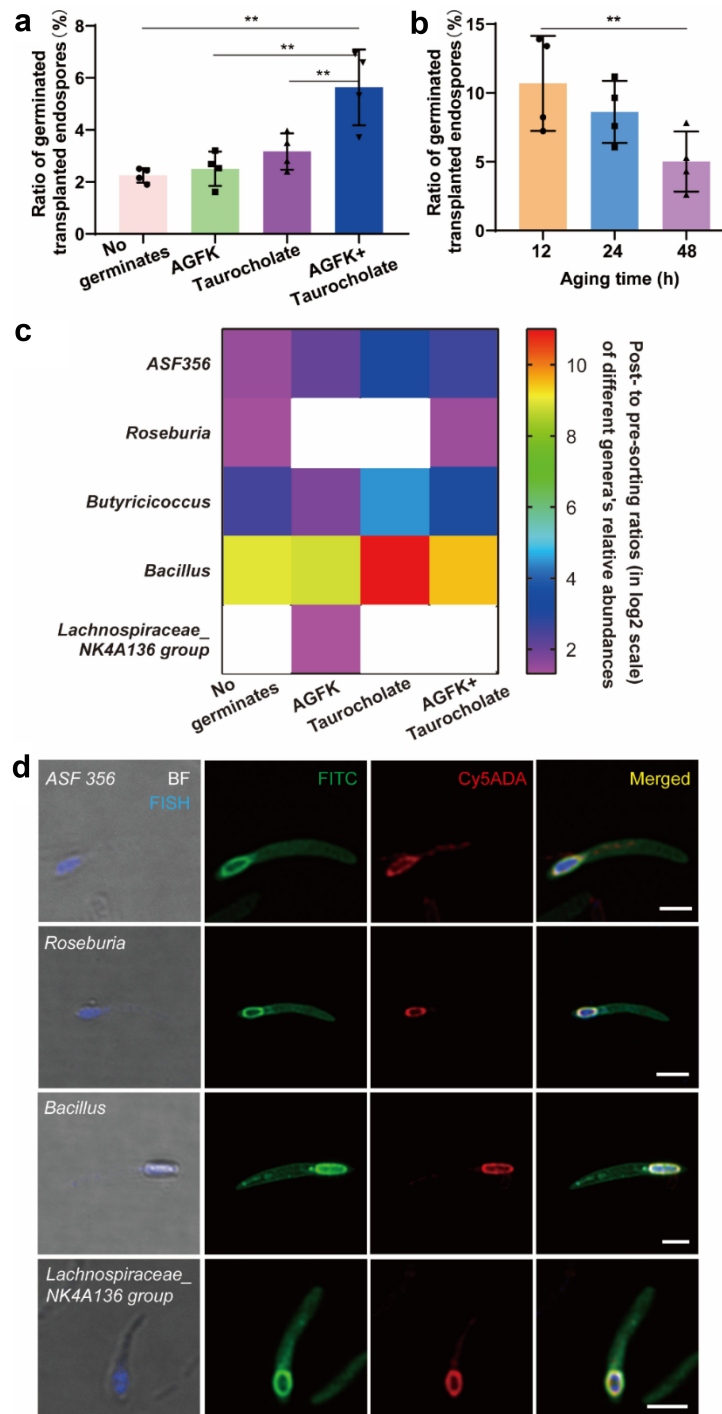 a
Ratio of germinated
transplanted endospores (%)
8
6
4
2
0
**
**
**
No
germinates
AGFK
Taurocholate
AGFK+
Taurocholate
b
Ratio of germinated
transplanted endospores (%)
15
10
5
0
**
12
24
48
Aging time (h)
c
ASF356
Roseburia
Butyricicoccus
Bacillus
Lachnospiraceae_
NK4A136 group
No
germinates
AGFK
Taurocholate
AGFK+
Taurocholate
10
8
6
4
2
Post- to pre-sorting ratios (in log2 scale)
of different genera's relative abundances
d
ASF 356
BF
FISH
FITC
Cy5ADA
Merged
Roseburia
Bacillus
Lachnospiraceae_
NK4A136 group